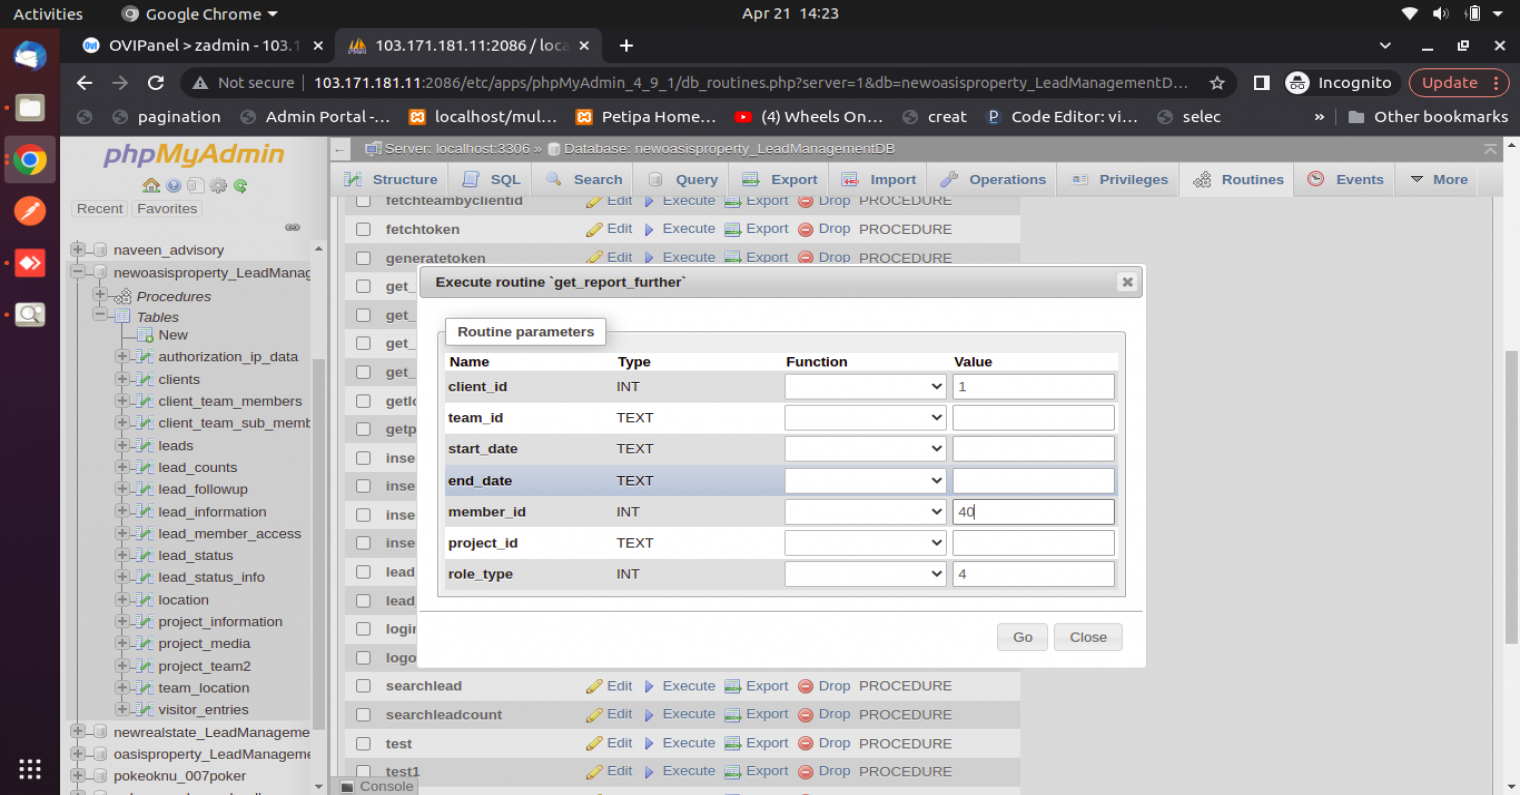 Activities
Google Chrome
Apr 21 14:23
OVI
OVIPanel > zadmin - 103.1
103.171.181.11:2086 / loca
Not secure
103.171.181.11:2086/etc/apps/phpMyAdmin_4_9_1/db_routines.php?server=1&db=newoasisproperty_LeadManagementD...
Incognito
Update
pagination
Admin Portal -...
localhost/mul...
Petipa Home...
(4) Wheels On...
creat
Code Editor: vi...
selec
»
Other bookmarks
phpMyAdmin
Recent
Favorites
naveen_advisory
newoasisproperty_LeadManag
Procedures
Tables
New
authorization_ip_data
clients
client_team_members
client_team_sub_memb
leads
lead_counts
lead_followup
lead_information
lead_member_access
lead_status
lead_status_info
location
project_information
project_media
project_team2
team_location
visitor_entries
newrealstate_LeadManageme
oasisproperty_LeadManageme
pokeoknu_007poker
Server: localhost:3306 » Database: newoasisproperty_LeadManagementDB
Structure
SQL
Search
Query
Export
Import
Operations
Privileges
Routines
Events
More
fetchteambyclientid Edit Execute Export Drop PROCEDURE
fetchtoken Edit Execute Export Drop PROCEDURE
generatetoken Edit Execute Export Drop PROCEDURE
get_
get_
get_
get_
getlo
getp
inse
inse
inse
inse
lead
lead
login
logo
Execute routine `get_report_further`
Routine parameters
Name Type Function Value
client_id INT 1
team_id TEXT
start_date TEXT
end_date TEXT
member_id INT 40
project_id TEXT
role_type INT 4
Go
Close
searchlead Edit Execute Export Drop PROCEDURE
searchleadcount Edit Execute Export Drop PROCEDURE
test Edit Execute Export Drop PROCEDURE
test1 Edit Execute Export Drop PROCEDURE
Console